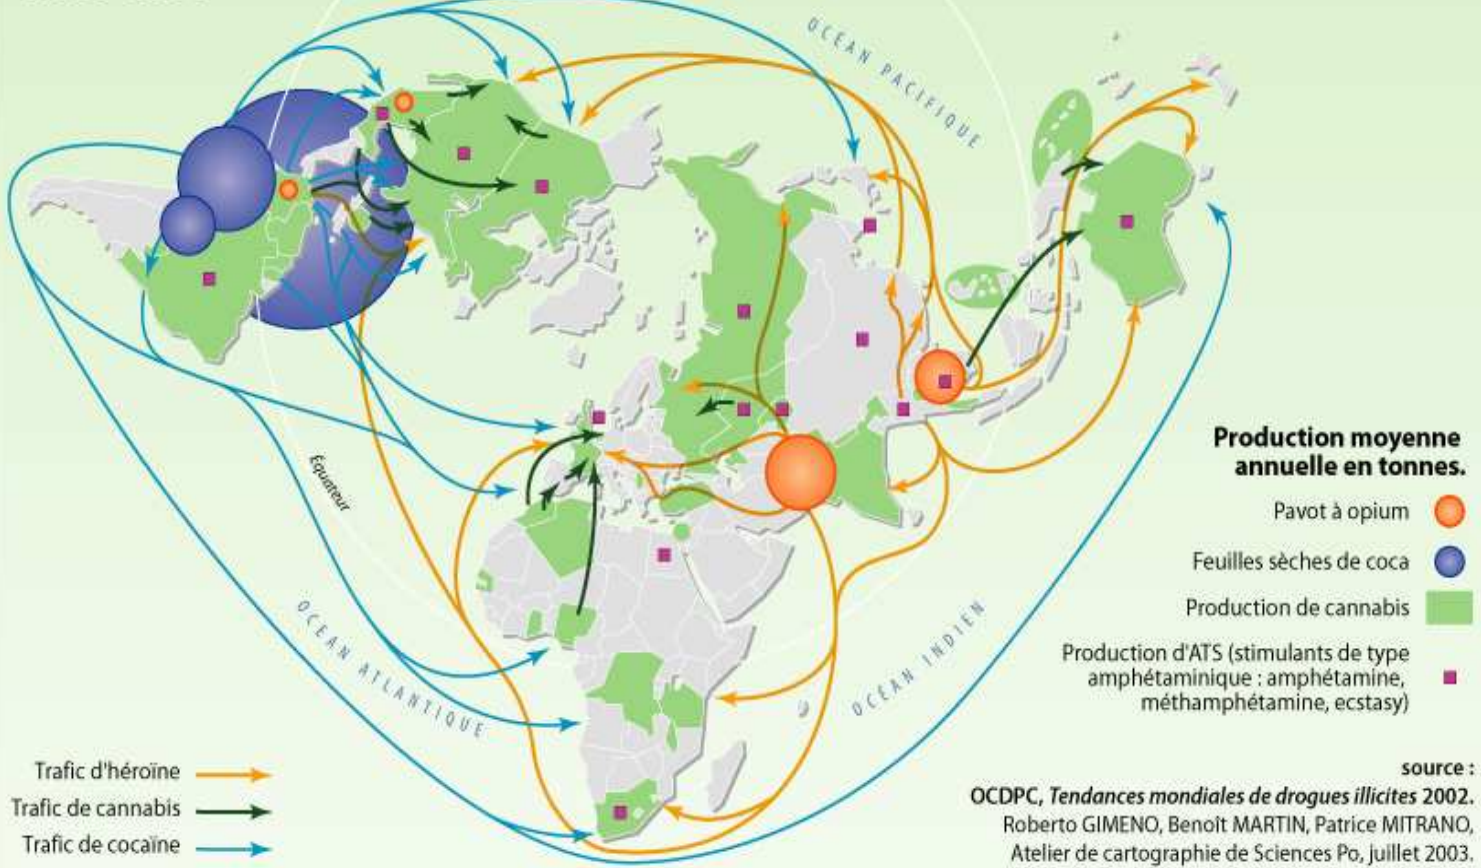 OCÉAN PACIFIQUE
Équateur
OCÉAN ATLANTIQUE
OCÉAN INDIEN
Production moyenne
annuelle en tonnes.
Pavot à opium
Feuilles sèches de coca
Production de cannabis
Production d'ATS (stimulants de type
amphétaminique : amphétamine,
méthamphétamine, ecstasy)
Trafic d'héroïne
Trafic de cannabis
Trafic de cocaïne
source :
OCDPC, Tendances mondiales de drogues illicites 2002.
Roberto GIMENO, Benoît MARTIN, Patrice MITRANO,
Atelier de cartographie de Sciences Po, juillet 2003.